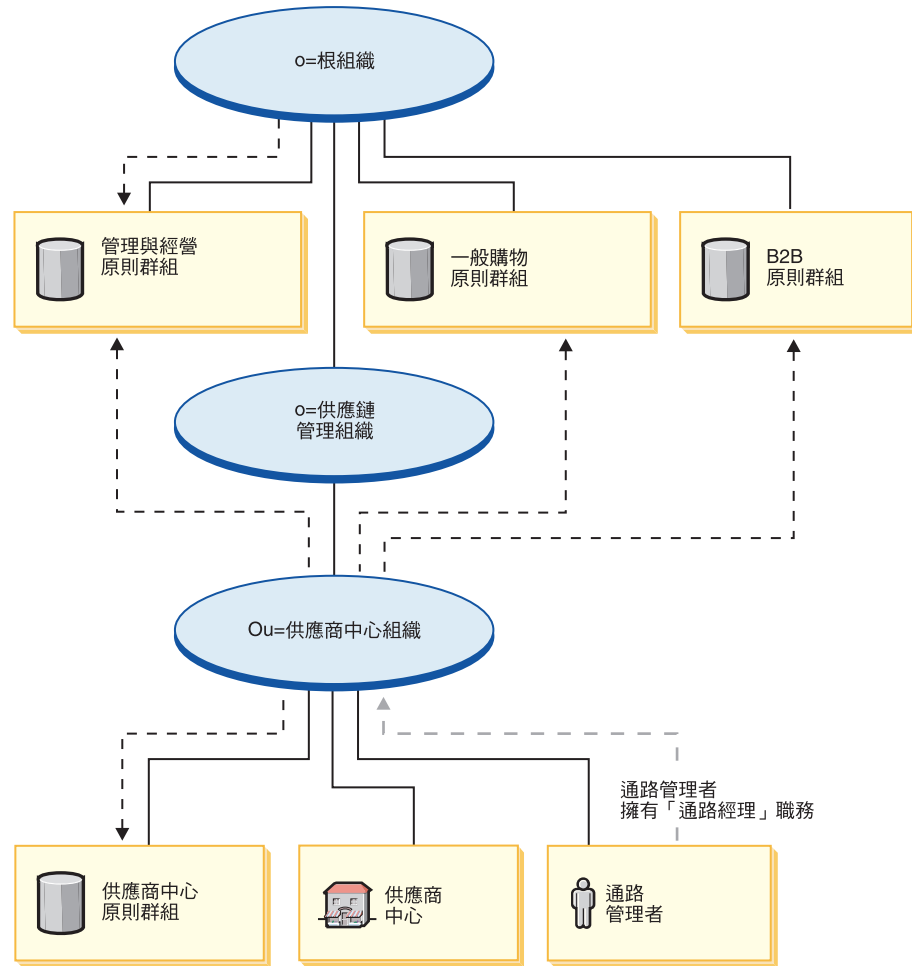 o=根組織
管理與經營
原則群組
一般購物
原則群組
B2B
原則群組
o=供應鏈
管理組織
Ou=供應商中心組織
通路管理者
擁有「通路經理」職務
供應商中心
原則群組
供應商
中心
通路
管理者